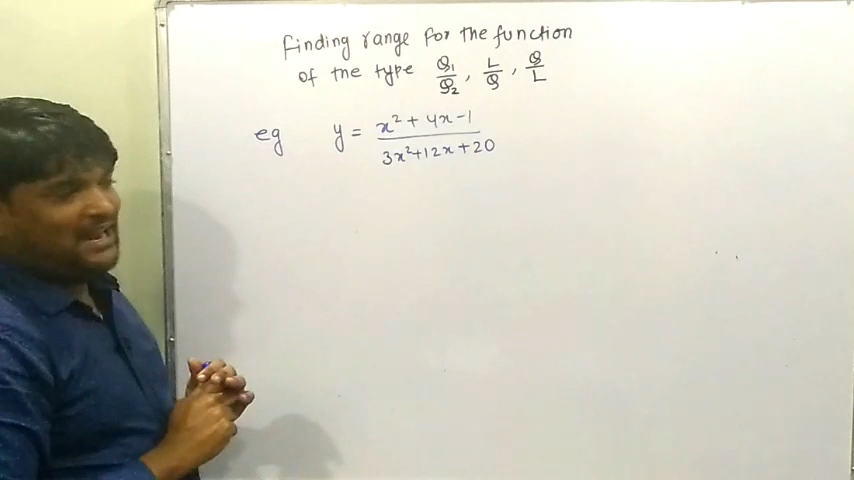 Finding range for the function
of the type Q₁/Q₂, L/Q, Q/L
eg y = (x² + 4x - 1)/(3x² + 12x + 20)